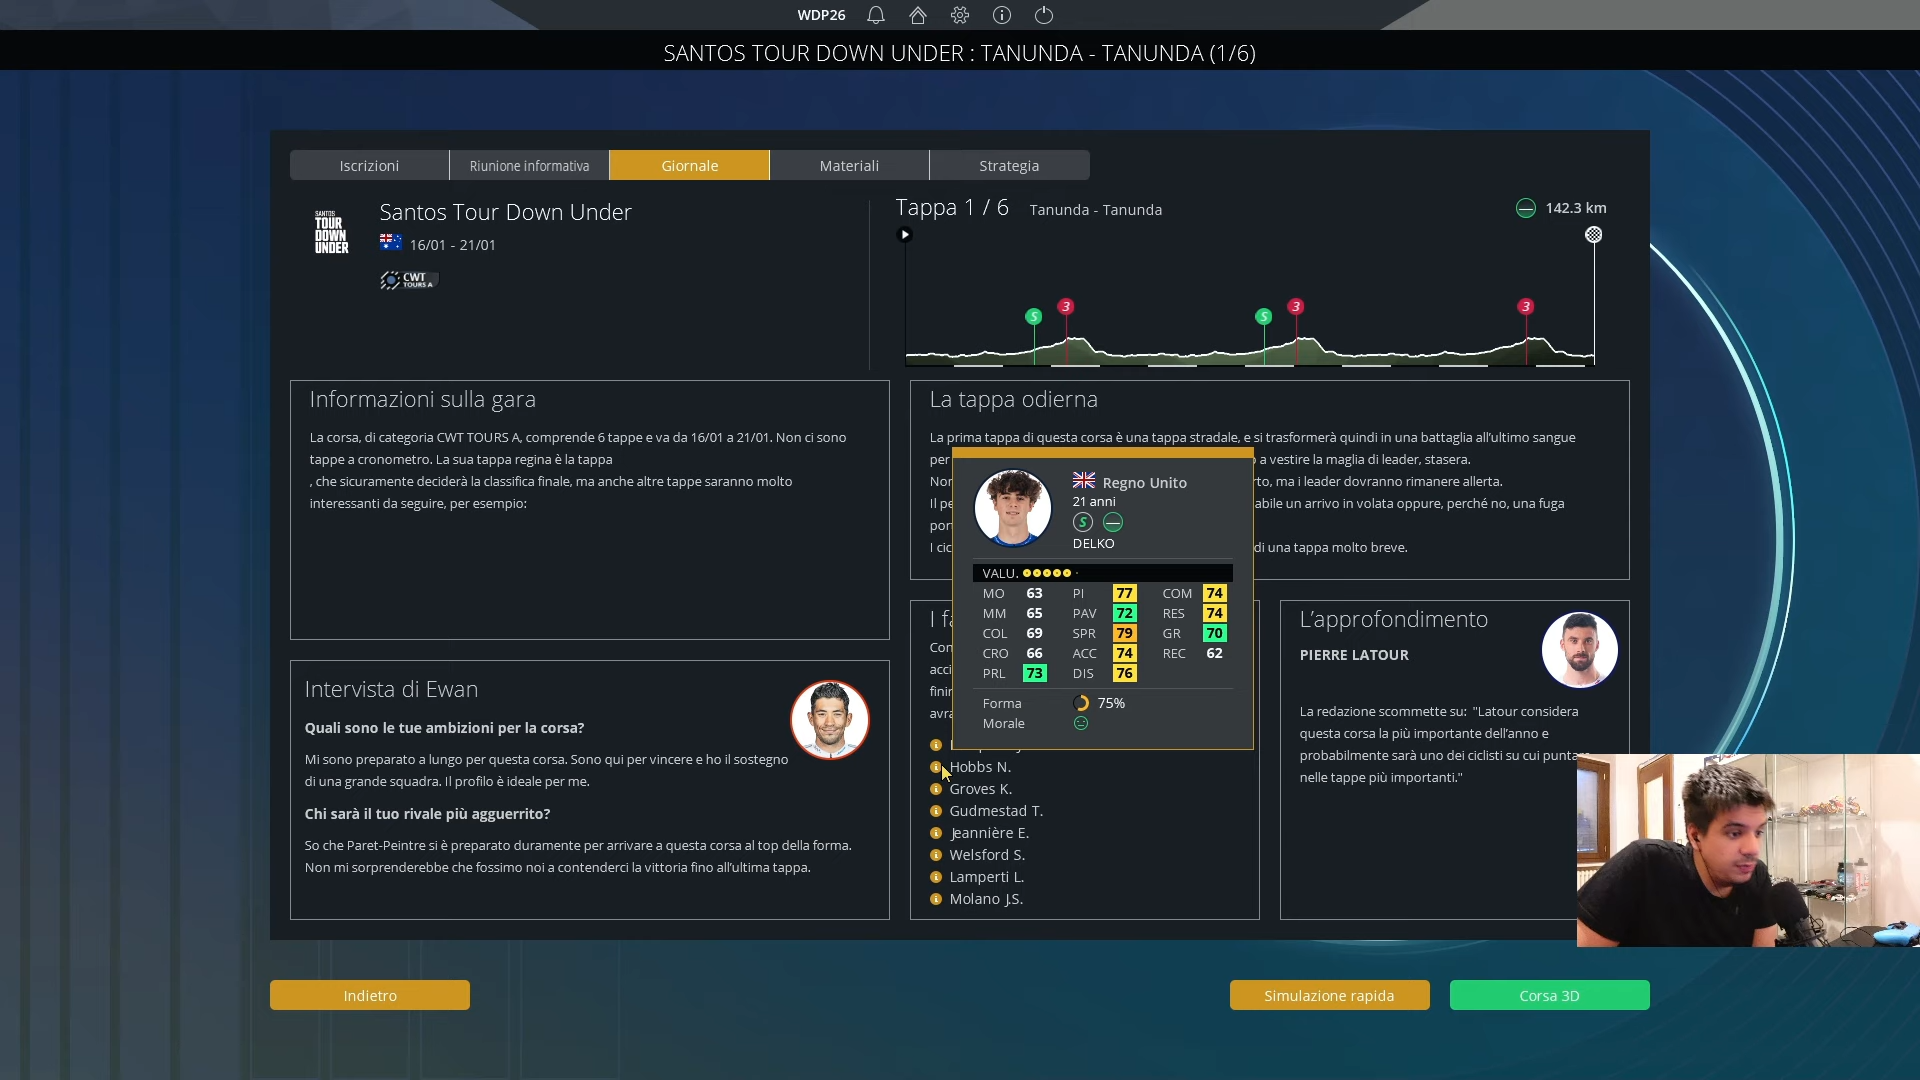 WDP26
SANTOS TOUR DOWN UNDER : TANUNDA - TANUNDA (1/6)
Iscrizioni
Riunione informativa
Giornale
Materiali
Strategia
SANTOS
TOUR
DOWN
UNDER
Santos Tour Down Under
16/01 - 21/01
CWT
TOURS A
Tappa 1 / 6
Tanunda - Tanunda
142.3 km
S
3
S
3
3
Informazioni sulla gara
La corsa, di categoria CWT TOURS A, comprende 6 tappe e va da 16/01 a 21/01. Non ci sono
tappe a cronometro. La sua tappa regina è la tappa
, che sicuramente deciderà la classifica finale, ma anche altre tappe saranno molto
interessanti da seguire, per esempio:
La tappa odierna
La prima tappa di questa corsa è una tappa stradale, e si trasformerà quindi in una battaglia all'ultimo sangue
per
a vestire la maglia di leader, stasera.
ma i leader dovranno rimanere allerta.
Il
un arrivo in volata oppure, perché no, una fuga
I
di una tappa molto breve.
Regno Unito
21 anni
S
DELKO
VALU.
MO 63 PI 77 COM 74
MM 65 PAV 72 RES 74
COL 69 SPR 79 GR 70
CRO 66 ACC 74 REC 62
PRL 73 DIS 76
Forma 75%
Morale
I
Hobbs N.
Groves K.
Gudmestad T.
Jeannière E.
Welsford S.
Lamperti L.
Molano J.S.
L'approfondimento
PIERRE LATOUR
La redazione scommette su: "Latour considera
questa corsa la più importante dell'anno e
probabilmente sarà uno dei ciclisti su cui
nelle tappe più importanti."
Intervista di Ewan
Quali sono le tue ambizioni per la corsa?
Mi sono preparato a lungo per questa corsa. Sono qui per vincere e ho il sostegno
di una grande squadra. Il profilo è ideale per me.
Chi sarà il tuo rivale più agguerrito?
So che Paret-Peintre si è preparato duramente per arrivare a questa corsa al top della forma.
Non mi sorprenderebbe che fossimo noi a contenderci la vittoria fino all'ultima tappa.
Indietro
Simulazione rapida
Corsa 3D